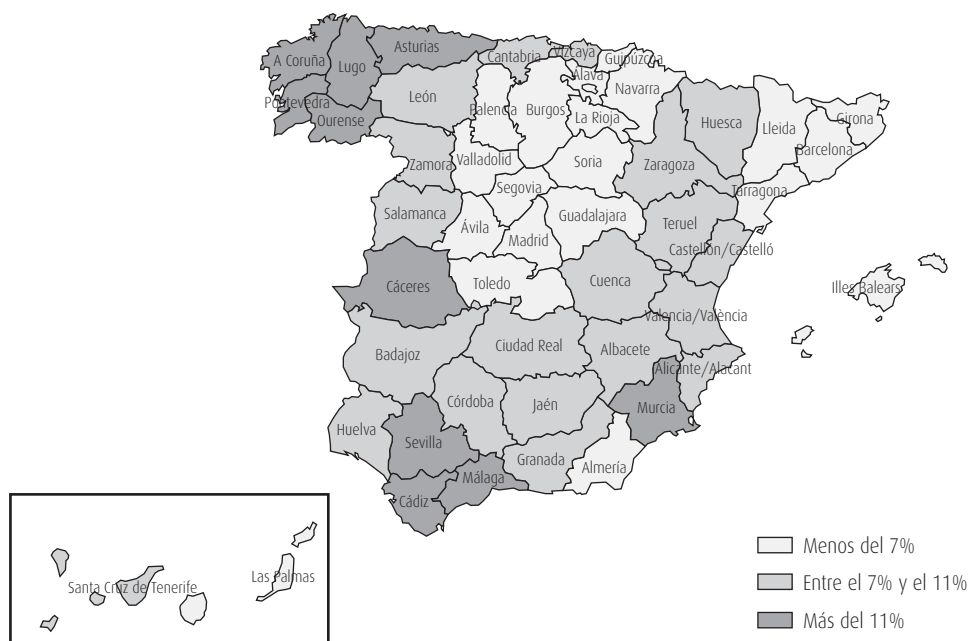 A Coruña
Lugo
Asturias
Cantabria
Vizcaya
Guipúzcoa
Álava
Navarra
Pontevedra
Ourense
León
Palencia
Burgos
La Rioja
Huesca
Lleida
Girona
Barcelona
Zamora
Valladolid
Soria
Zaragoza
Tarragona
Segovia
Salamanca
Ávila
Madrid
Guadalajara
Teruel
Castellón/Castelló
Cáceres
Toledo
Cuenca
Illes Balears
Valencia/València
Badajoz
Ciudad Real
Albacete
Alicante/Alacant
Córdoba
Jaén
Murcia
Huelva
Sevilla
Granada
Almería
Málaga
Cádiz
Santa Cruz de Tenerife
Las Palmas
Menos del 7%
Entre el 7% y el 11%
Más del 11%